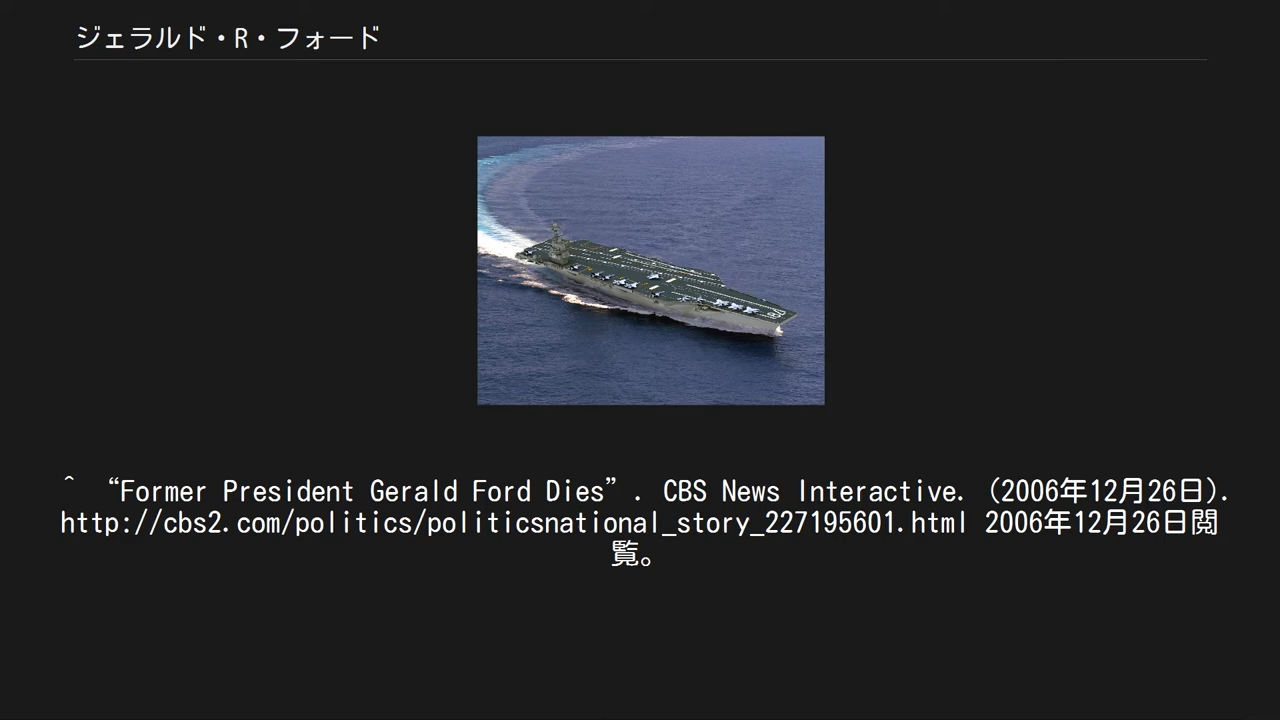 ジェラルド・R・フォード
78
^ “Former President Gerald Ford Dies”. CBS News Interactive. (2006年12月26日).
http://cbs2.com/politics/politicsnational_story_227195601.html 2006年12月26日閲
覧。